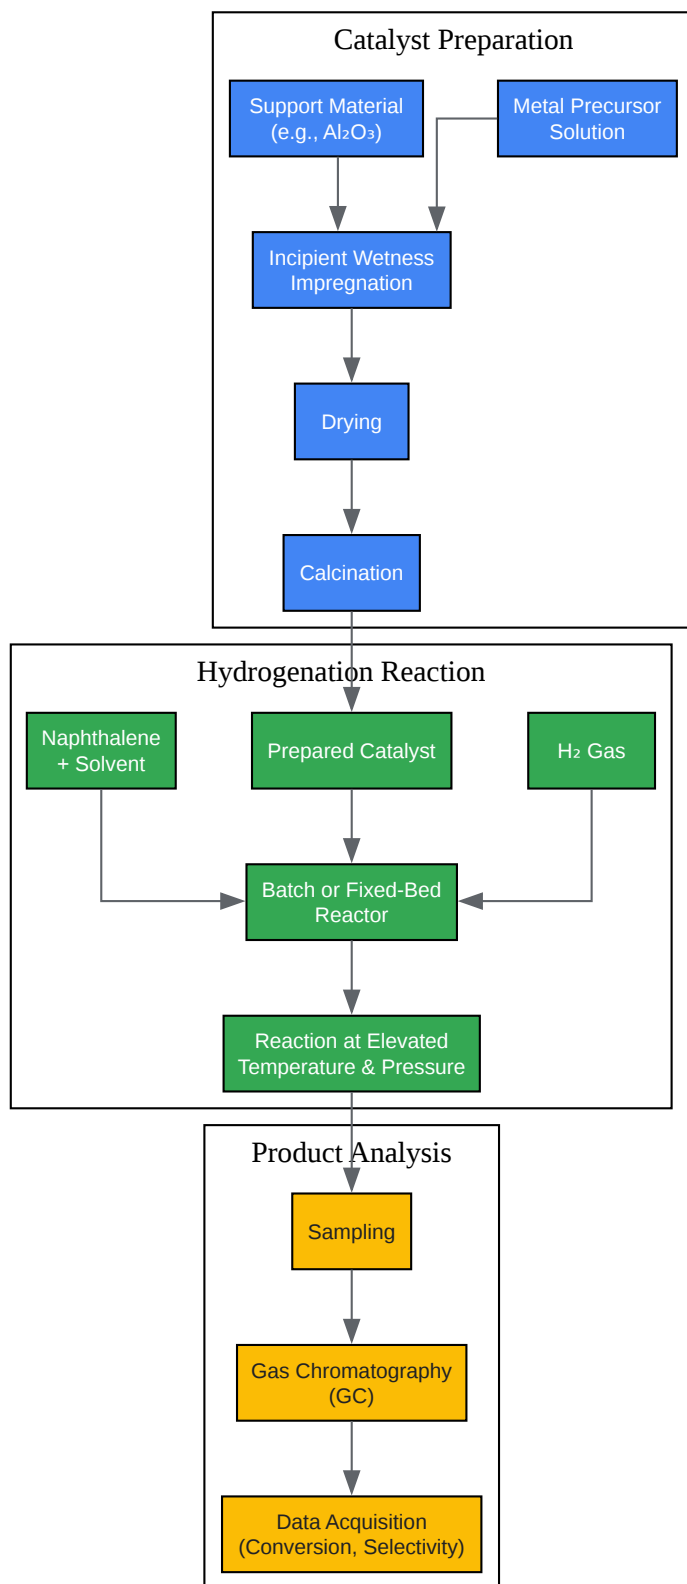 Catalyst Preparation
Support Material
(e.g., Al₂O₃)
Metal Precursor
Solution
Incipient Wetness
Impregnation
Drying
Calcination
Hydrogenation Reaction
Naphthalene
+ Solvent
Prepared Catalyst
H₂ Gas
Batch or Fixed-Bed
Reactor
Reaction at Elevated
Temperature & Pressure
Product Analysis
Sampling
Gas Chromatography
(GC)
Data Acquisition
(Conversion, Selectivity)